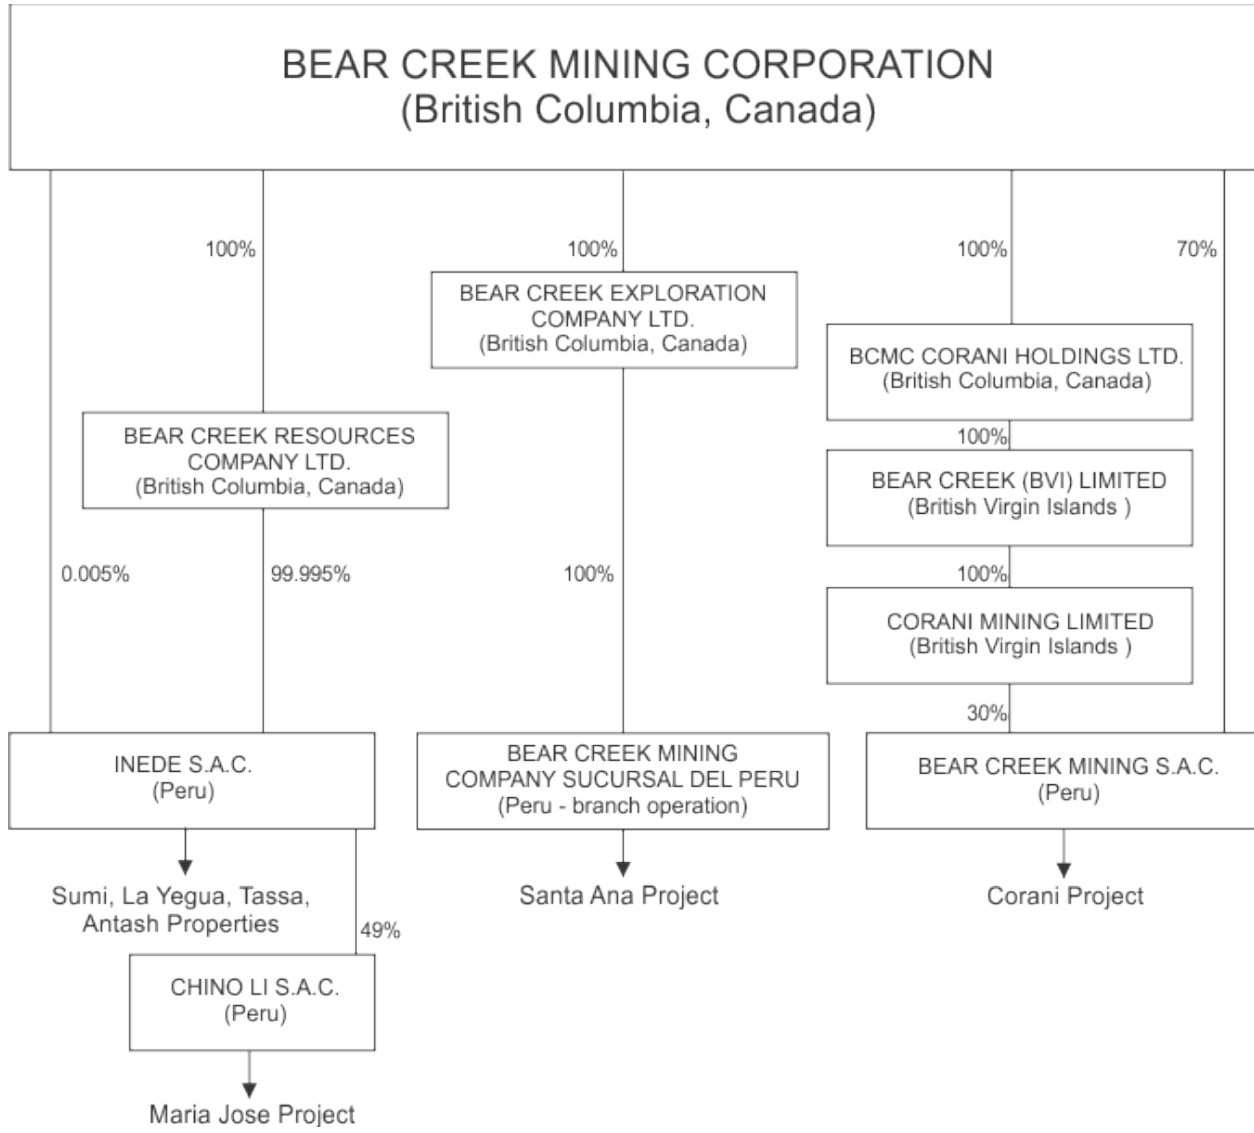 BEAR CREEK MINING CORPORATION
(British Columbia, Canada)
100%
100%
100%
70%
BEAR CREEK EXPLORATION
COMPANY LTD.
(British Columbia, Canada)
BCMC CORANI HOLDINGS LTD.
(British Columbia, Canada)
BEAR CREEK RESOURCES
COMPANY LTD.
(British Columbia, Canada)
100%
BEAR CREEK (BVI) LIMITED
(British Virgin Islands )
0.005%
99.995%
100%
100%
CORANI MINING LIMITED
(British Virgin Islands )
30%
INEDE S.A.C.
(Peru)
BEAR CREEK MINING
COMPANY SUCURSAL DEL PERU
(Peru - branch operation)
BEAR CREEK MINING S.A.C.
(Peru)
Sumi, La Yegua, Tassa,
Antash Properties
Santa Ana Project
Corani Project
49%
CHINO LI S.A.C.
(Peru)
Maria Jose Project